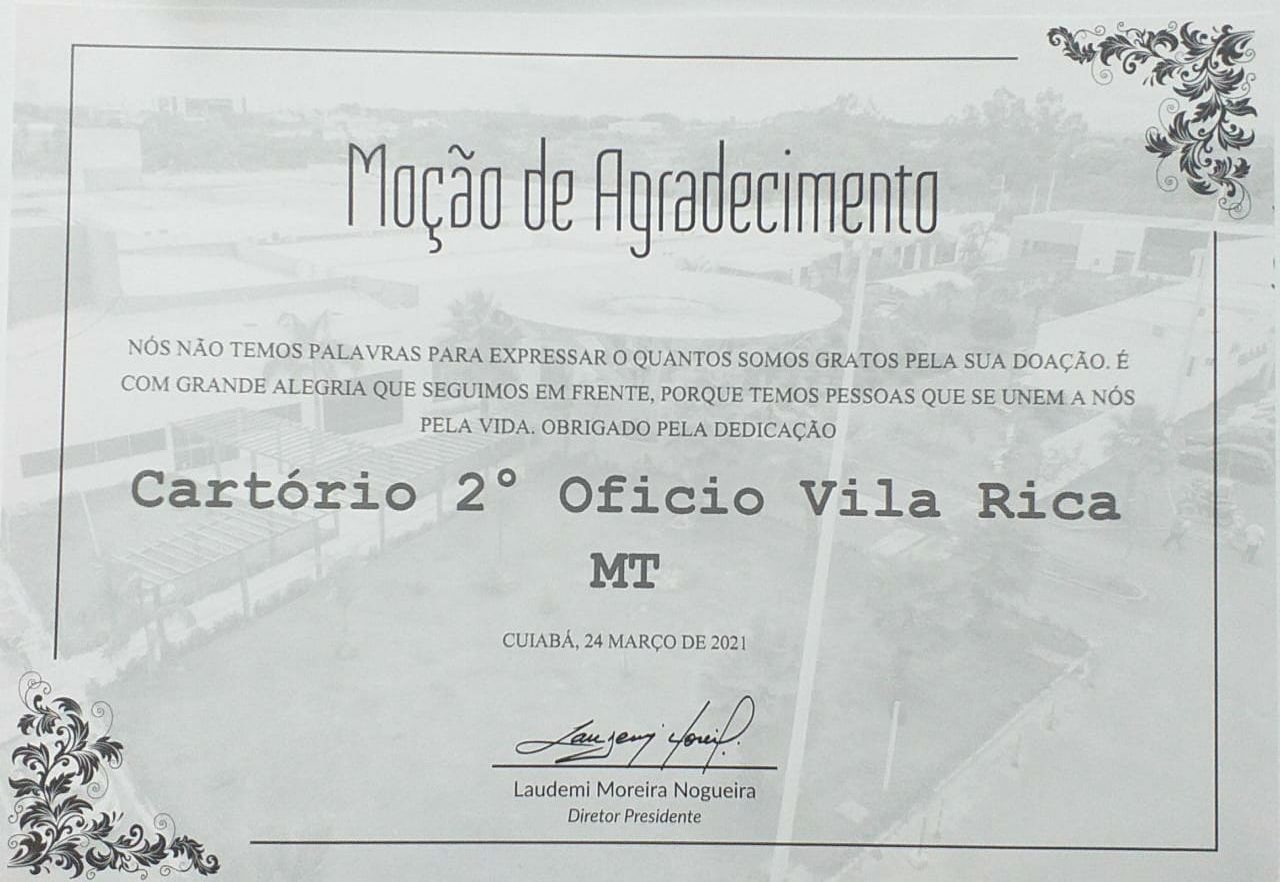 Moção de Agradecimento
NÓS NÃO TEMOS PALAVRAS PARA EXPRESSAR O QUANTOS SOMOS GRATOS PELA SUA DOAÇÃO. É
COM GRANDE ALEGRIA QUE SEGUIMOS EM FRENTE, PORQUE TEMOS PESSOAS QUE SE UNEM A NÓS
PELA VIDA. OBRIGADO PELA DEDICAÇÃO
Cartório 2º Oficio Vila Rica
MT
CUIABÁ, 24 MARÇO DE 2021
Laudemi Moreira Nogueira
Diretor Presidente